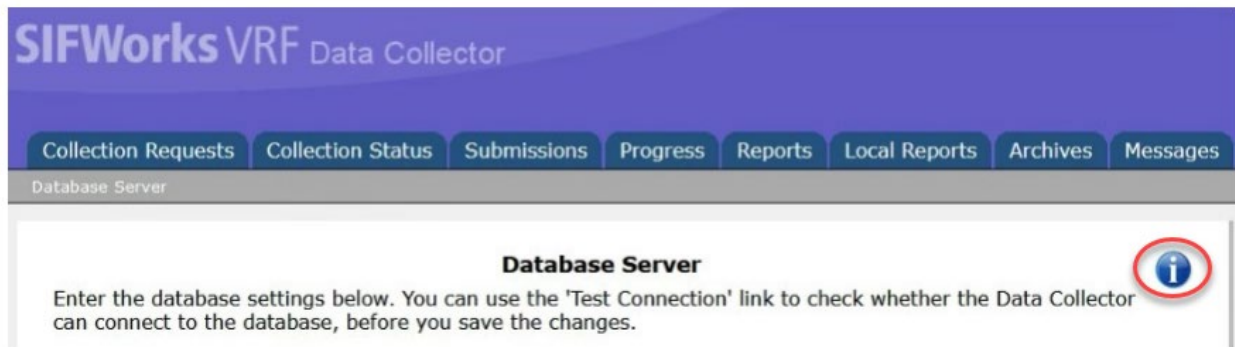 SIFWorks VRF Data Collector
Collection Requests Collection Status Submissions Progress Reports Local Reports Archives Messages
Database Server
Database Server
i
Enter the database settings below. You can use the 'Test Connection' link to check whether the Data Collector
can connect to the database, before you save the changes.